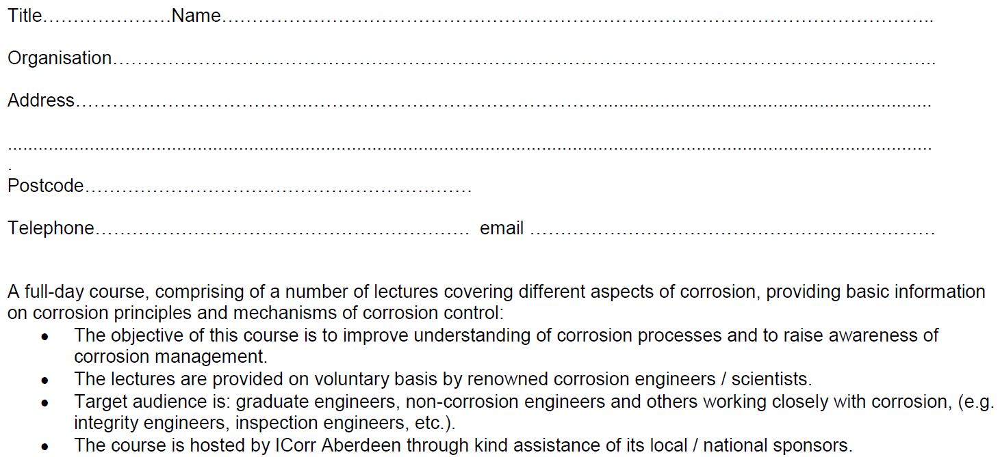 Title…………………Name……………………………………………………………………………………………………..
Organisation……………………………………………………………………………………………………………………..
Address………………………………..…………………………………………..................................................................
....................................................................................................................................................................................
.
Postcode………………………………………………………
Telephone……………………………………………………. email …………………………………………………………
A full-day course, comprising of a number of lectures covering different aspects of corrosion, providing basic information
on corrosion principles and mechanisms of corrosion control:
• The objective of this course is to improve understanding of corrosion processes and to raise awareness of
corrosion management.
• The lectures are provided on voluntary basis by renowned corrosion engineers / scientists.
• Target audience is: graduate engineers, non-corrosion engineers and others working closely with corrosion, (e.g.
integrity engineers, inspection engineers, etc.).
• The course is hosted by ICorr Aberdeen through kind assistance of its local / national sponsors.